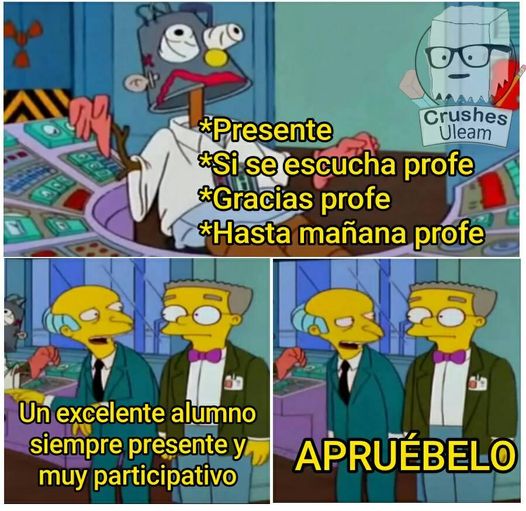 Crushes
Uleam
*Presente
*Si se escucha profe
*Gracias profe
*Hasta mañana profe
Un excelente alumno
siempre presente y
muy participativo
APRUÉBELO